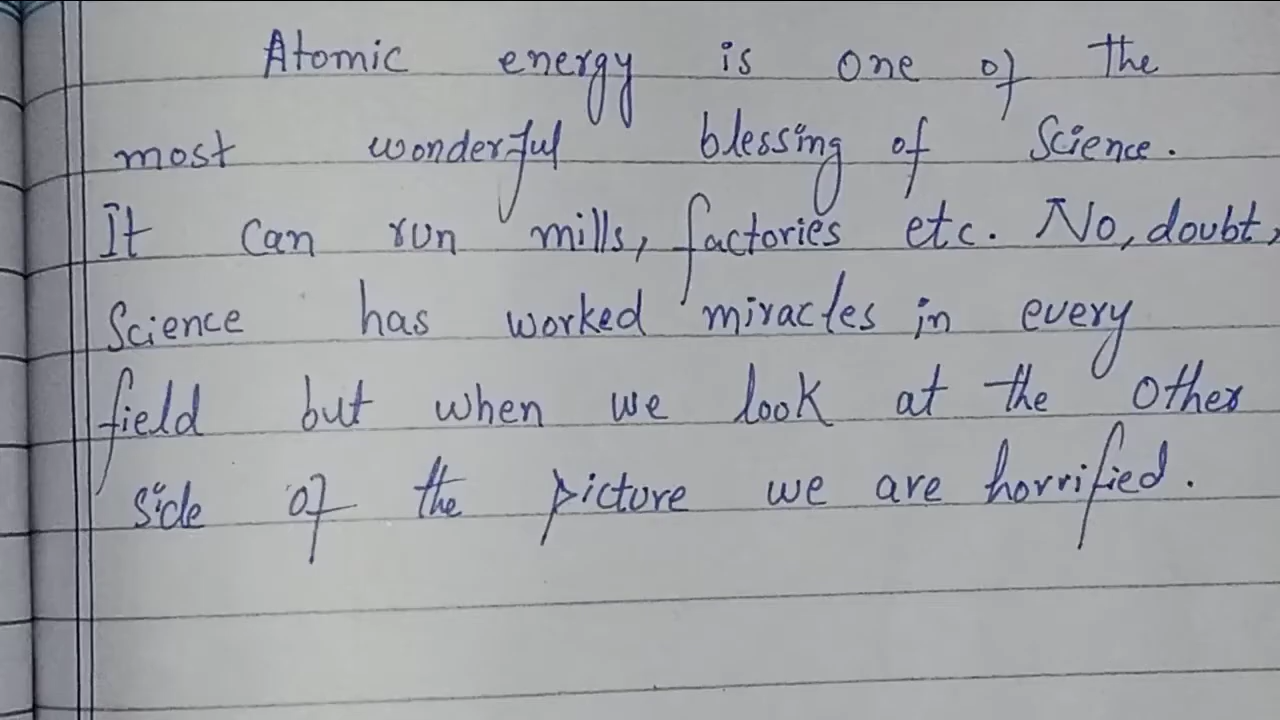 Atomic energy is one of the
most wonderful blessing of Science.
It can run mills, factories etc. No, doubt,
Science has worked miracles in every
field but when we look at the other
side of the picture we are horrified.